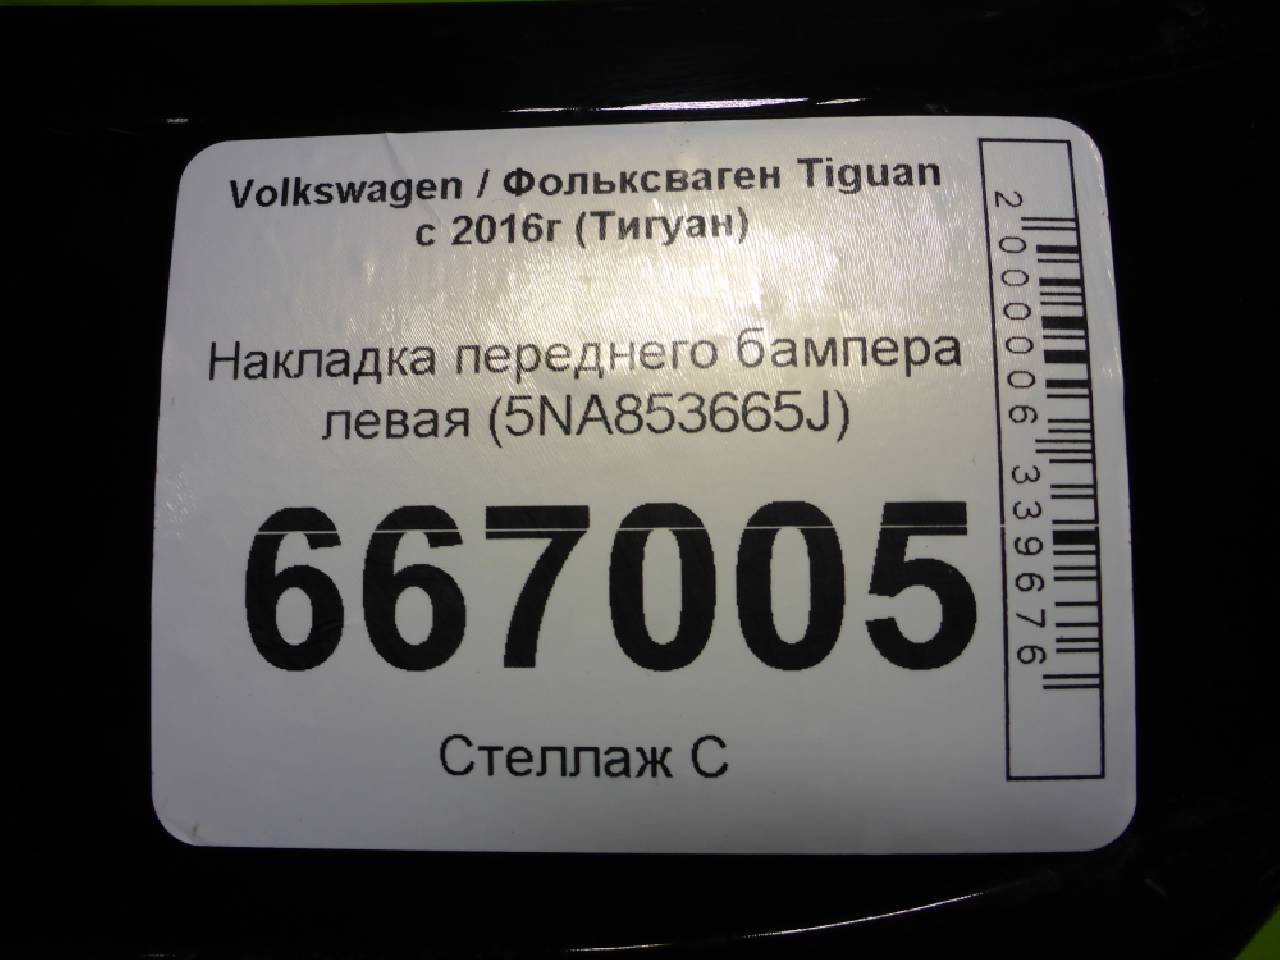 Volkswagen / Фольксваген Tiguan
с 2016г (Тигуан)
Накладка переднего бампера
левая (5NA853665J)
667005
Стеллаж С
2000006339676